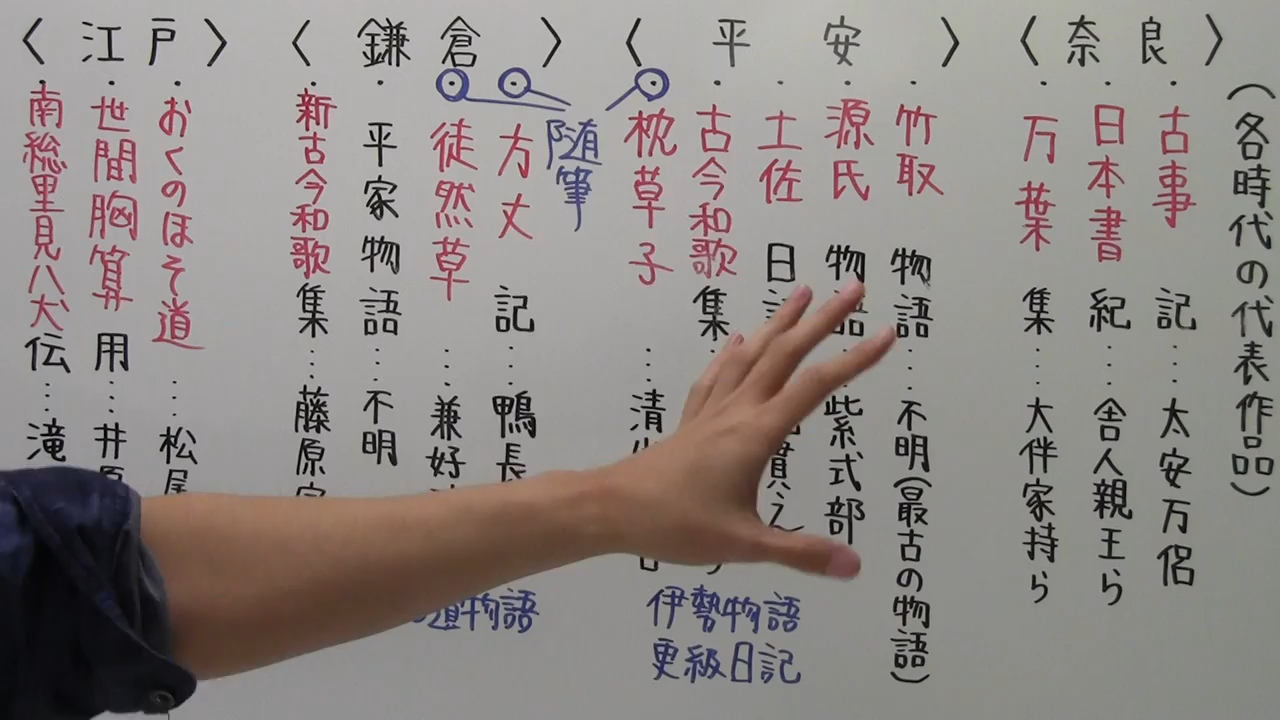 (各時代の代表作品)
〈奈良〉
・古事記……太安万侶
・日本書紀……舎人親王ら
・万葉集……大伴家持ら
〈平安〉
・竹取物語……不明(最古の物語)
・源氏物語……紫式部
・土佐日記
・古今和歌集
・枕草子……清少
伊勢物語
更級日記
随筆
〈鎌倉〉
・方丈記……鴨長
・徒然草……兼好
・平家物語……不明
・新古今和歌集……藤原
物語
〈江戸〉
・おくのほそ道……松尾
・世間胸算用……井原
・南総里見八犬伝……滝